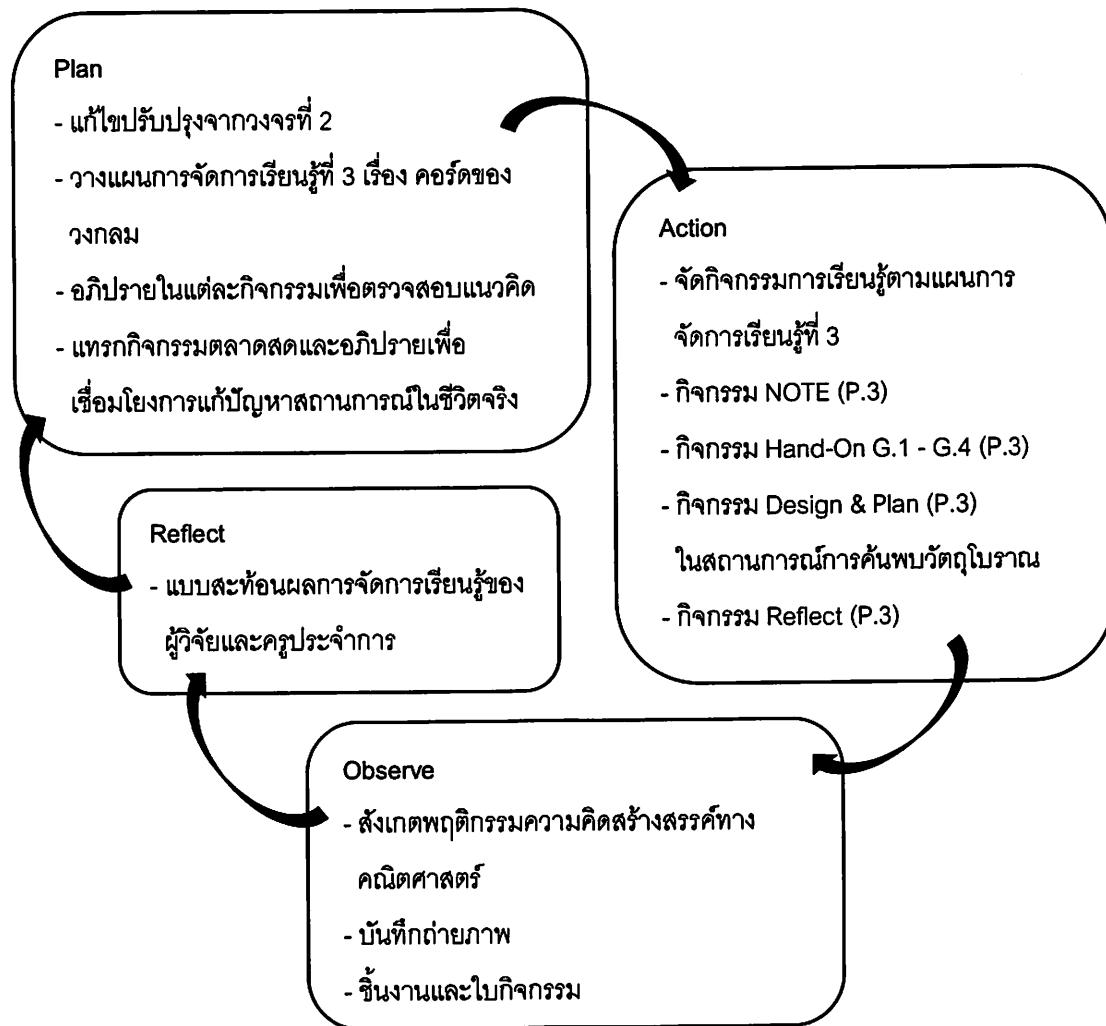 Plan
- แก้ไขปรับปรุงจากวงจรที่ 2
- วางแผนการจัดการเรียนรู้ที่ 3 เรื่อง คอร์ดของ
วงกลม
- อภิปรายในแต่ละกิจกรรมเพื่อตรวจสอบแนวคิด
- แทรกกิจกรรมตลาดสดและอภิปรายเพื่อ
เชื่อมโยงการแก้ปัญหาสถานการณ์ในชีวิตจริง
Action
- จัดกิจกรรมการเรียนรู้ตามแผนการ
จัดการเรียนรู้ที่ 3
- กิจกรรม NOTE (P.3)
- กิจกรรม Hand-On G.1 - G.4 (P.3)
- กิจกรรม Design & Plan (P.3)
ในสถานการณ์การค้นพบวัตถุโบราณ
- กิจกรรม Reflect (P.3)
Reflect
- แบบสะท้อนผลการจัดการเรียนรู้ของ
ผู้วิจัยและครูประจำการ
Observe
- สังเกตพฤติกรรมความคิดสร้างสรรค์ทาง
คณิตศาสตร์
- บันทึกถ่ายภาพ
- ชิ้นงานและใบกิจกรรม